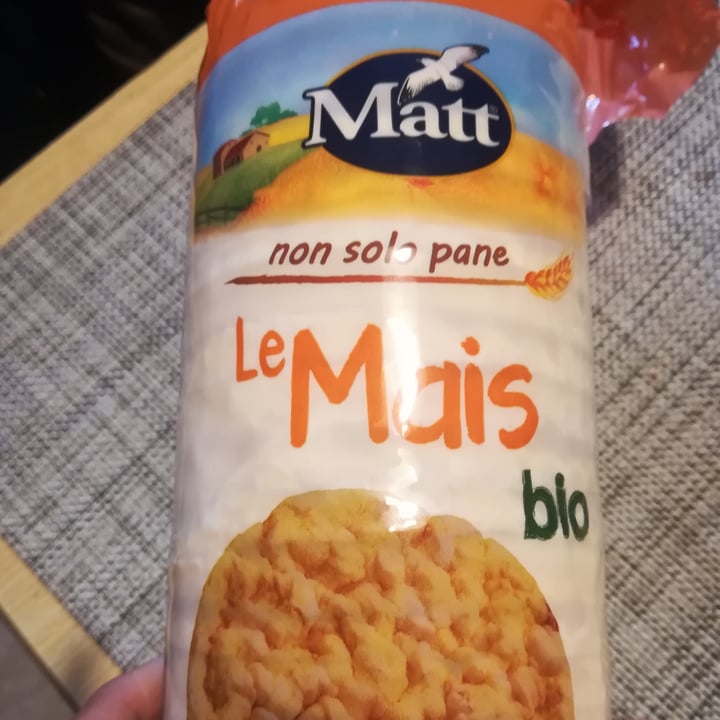 Matt
non solo pane
Le Mais
bio